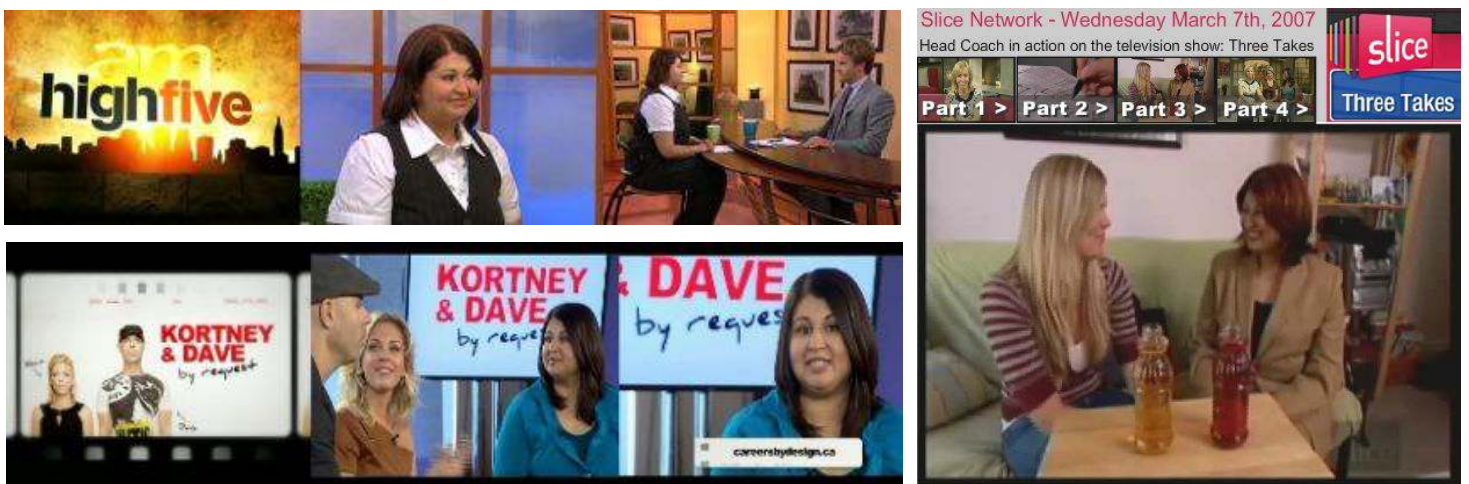 am
highfive
KORTNEY
& DAVE
by request
KORTNEY
& DAVE
by reque
& DAVE
by reques
careersbydesign.ca
Slice Network - Wednesday March 7th, 2007
Head Coach in action on the television show: Three Takes
Part 1 >
Part 2 >
Part 3 >
Part 4 >
slice
Three Takes